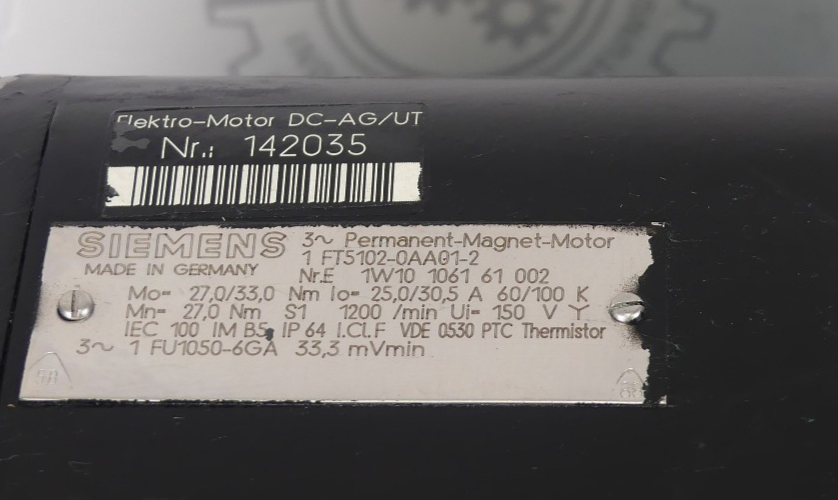 Elektro-Motor DC-AG/UT
Nr.: 142035
SIEMENS
MADE IN GERMANY
3~ Permanent-Magnet-Motor
1 FT5102-0AA01-2
Nr.E 1W10 1061 61 002
Mo= 27,0/33,0 Nm Io= 25,0/30,5 A 60/100 K
Mn= 27,0 Nm S1 1200 /min Ui= 150 V Y
IEC 100 IM B5, IP 64 I.Cl.F VDE 0530 PTC Thermistor
3~ 1 FU1050-6GA 33,3 mVmin